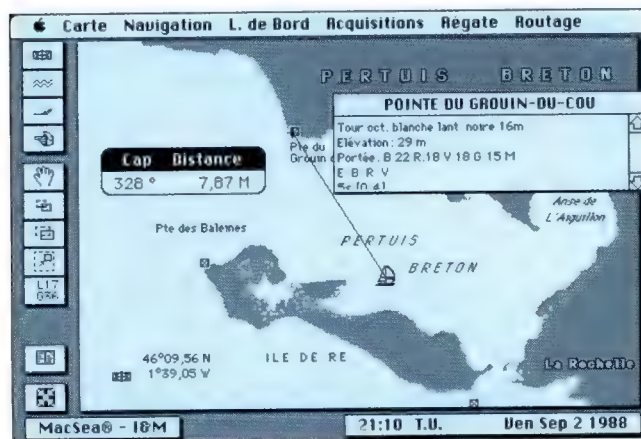 Carte Navigation L. de Bord Acquisitions Régate Routage
PERTUIS BRETON
POINTE DU GROUIN-DU-COU
Tour oct. blanche lant noire 16m
Elévation: 29 m
Portée. B 22 R.18 V 18 G 15 M
E B R V
Pte du
Grouin
Cap Distance
328 ° 7,87 M
Anse de
L'Aiguillon
Pte des Baleines
PERTUIS
BRETON
L17
G36
46°09,56 N
1°39,05 W
ILE DE RE
La Rochelle
MacSea® - I&M
21:10 T.U. Ven Sep 2 1988